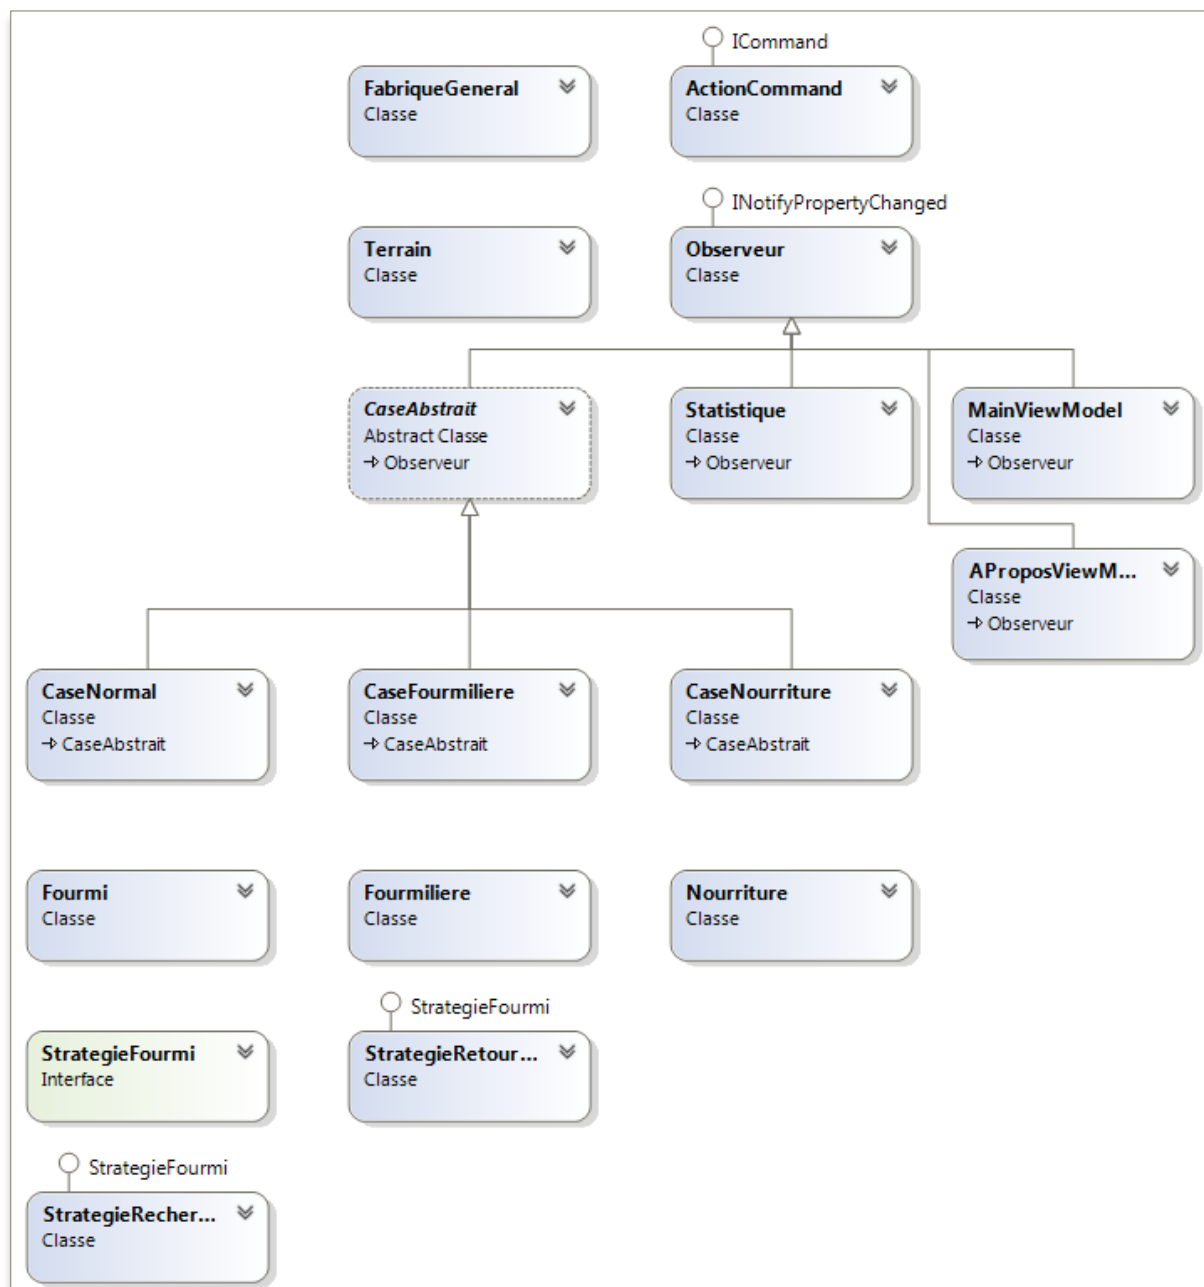 ICommand
FabriqueGeneral
Classe
ActionCommand
Classe
INotifyPropertyChanged
Terrain
Classe
Observeur
Classe
CaseAbstrait
Abstract Classe
Observeur
Statistique
Classe
Observeur
MainViewModel
Classe
Observeur
AProposViewM...
Classe
Observeur
CaseNormal
Classe
CaseAbstrait
CaseFourmiliere
Classe
CaseAbstrait
CaseNourriture
Classe
CaseAbstrait
Fourmi
Classe
Fourmiliere
Classe
Nourriture
Classe
StrategieFourmi
StrategieFourmi
Interface
StrategieRetour...
Classe
StrategieFourmi
StrategieRecher...
Classe